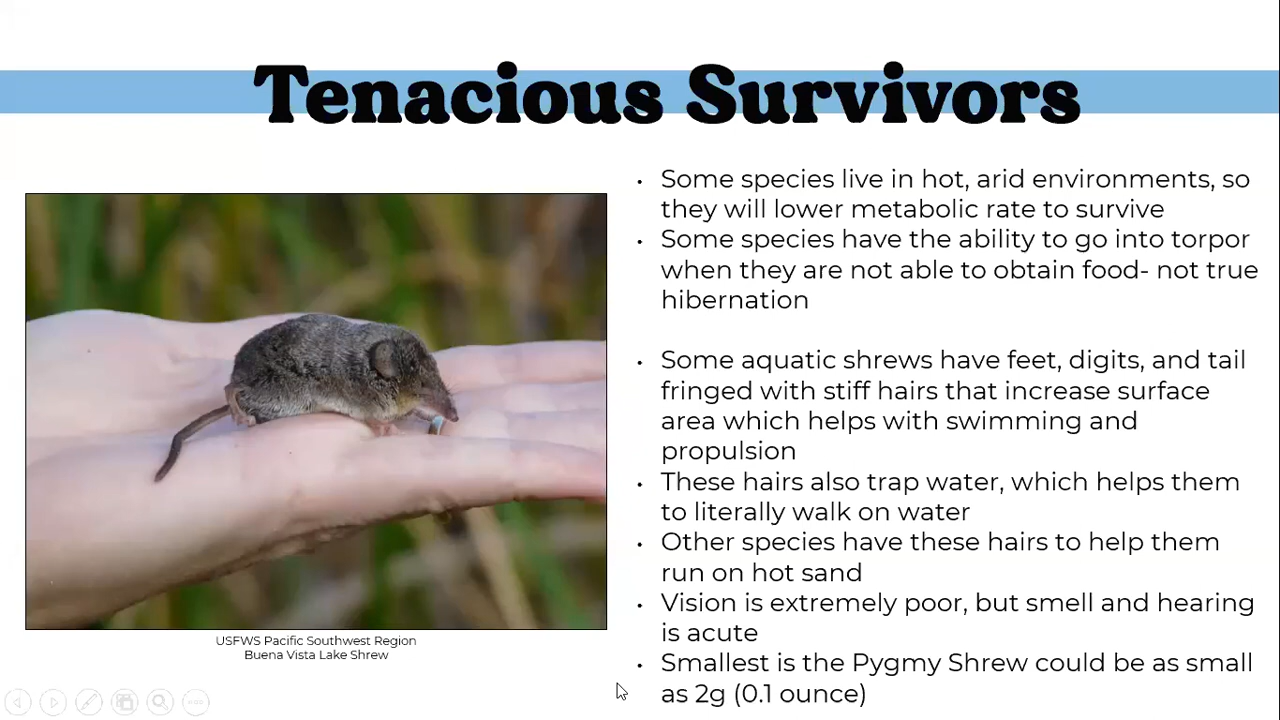 Tenacious Survivors
• Some species live in hot, arid environments, so
they will lower metabolic rate to survive
• Some species have the ability to go into torpor
when they are not able to obtain food- not true
hibernation
• Some aquatic shrews have feet, digits, and tail
fringed with stiff hairs that increase surface
area which helps with swimming and
propulsion
• These hairs also trap water, which helps them
to literally walk on water
• Other species have these hairs to help them
run on hot sand
• Vision is extremely poor, but smell and hearing
is acute
• Smallest is the Pygmy Shrew could be as small
as 2g (0.1 ounce)
USFWS Pacific Southwest Region
Buena Vista Lake Shrew